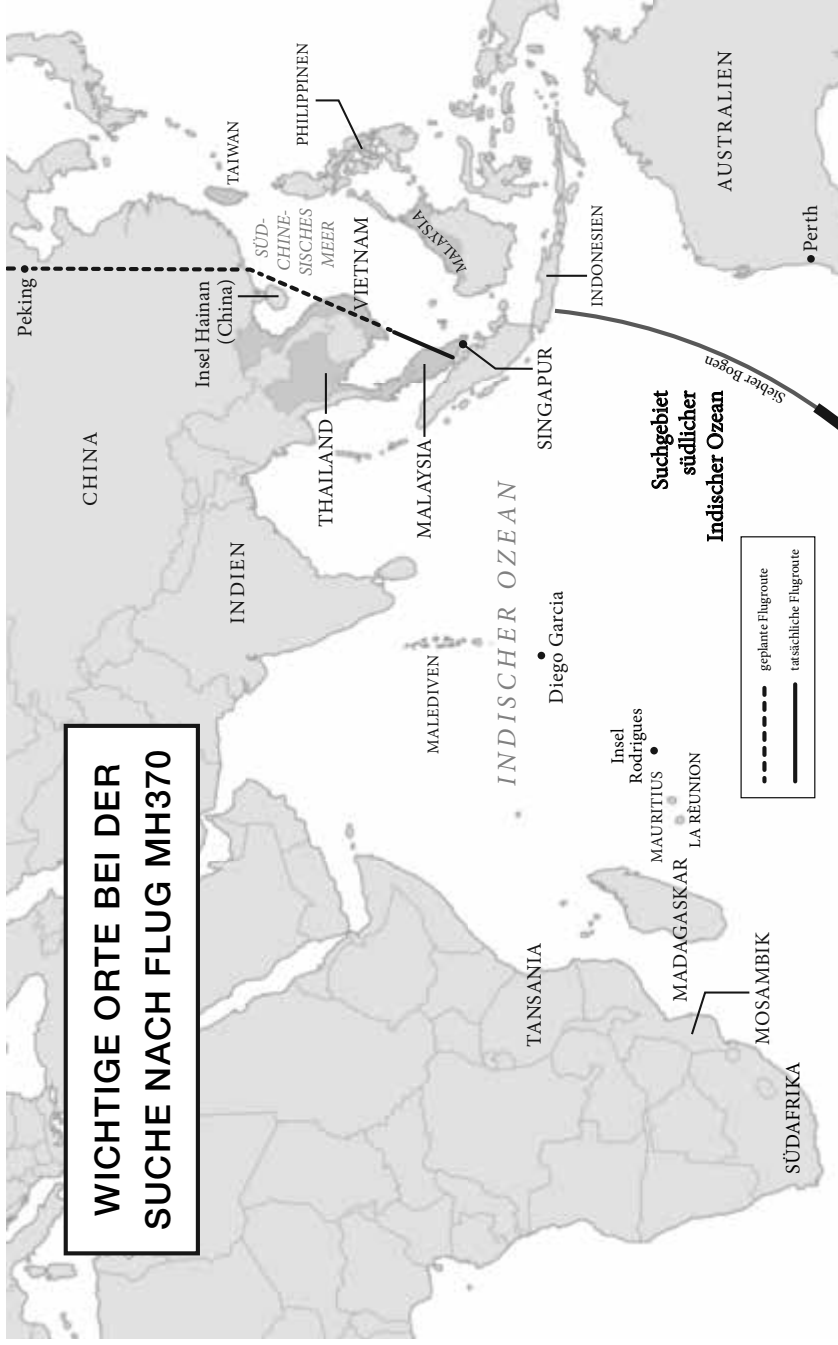 WICHTIGE ORTE BEI DER
SUCHE NACH FLUG MH370
Peking
CHINA
TAIWAN
Insel Hainan
(China)
SÜD-
CHINE-
SISCHES
MEER
PHILIPPINEN
INDIEN
THAILAND
VIETNAM
MALAYSIA
MALAYSIA
MALEDIVEN
INDISCHER OZEAN
SINGAPUR
INDONESIEN
Diego Garcia
TANSANIA
Insel
Rodrigues
MAURITIUS
LA RÈUNION
MADAGASKAR
MOSAMBIK
SÜDAFRIKA
Suchgebiet
südlicher
Indischer Ozean
Siebter Bogen
AUSTRALIEN
Perth
geplante Flugroute
tatsächliche Flugroute